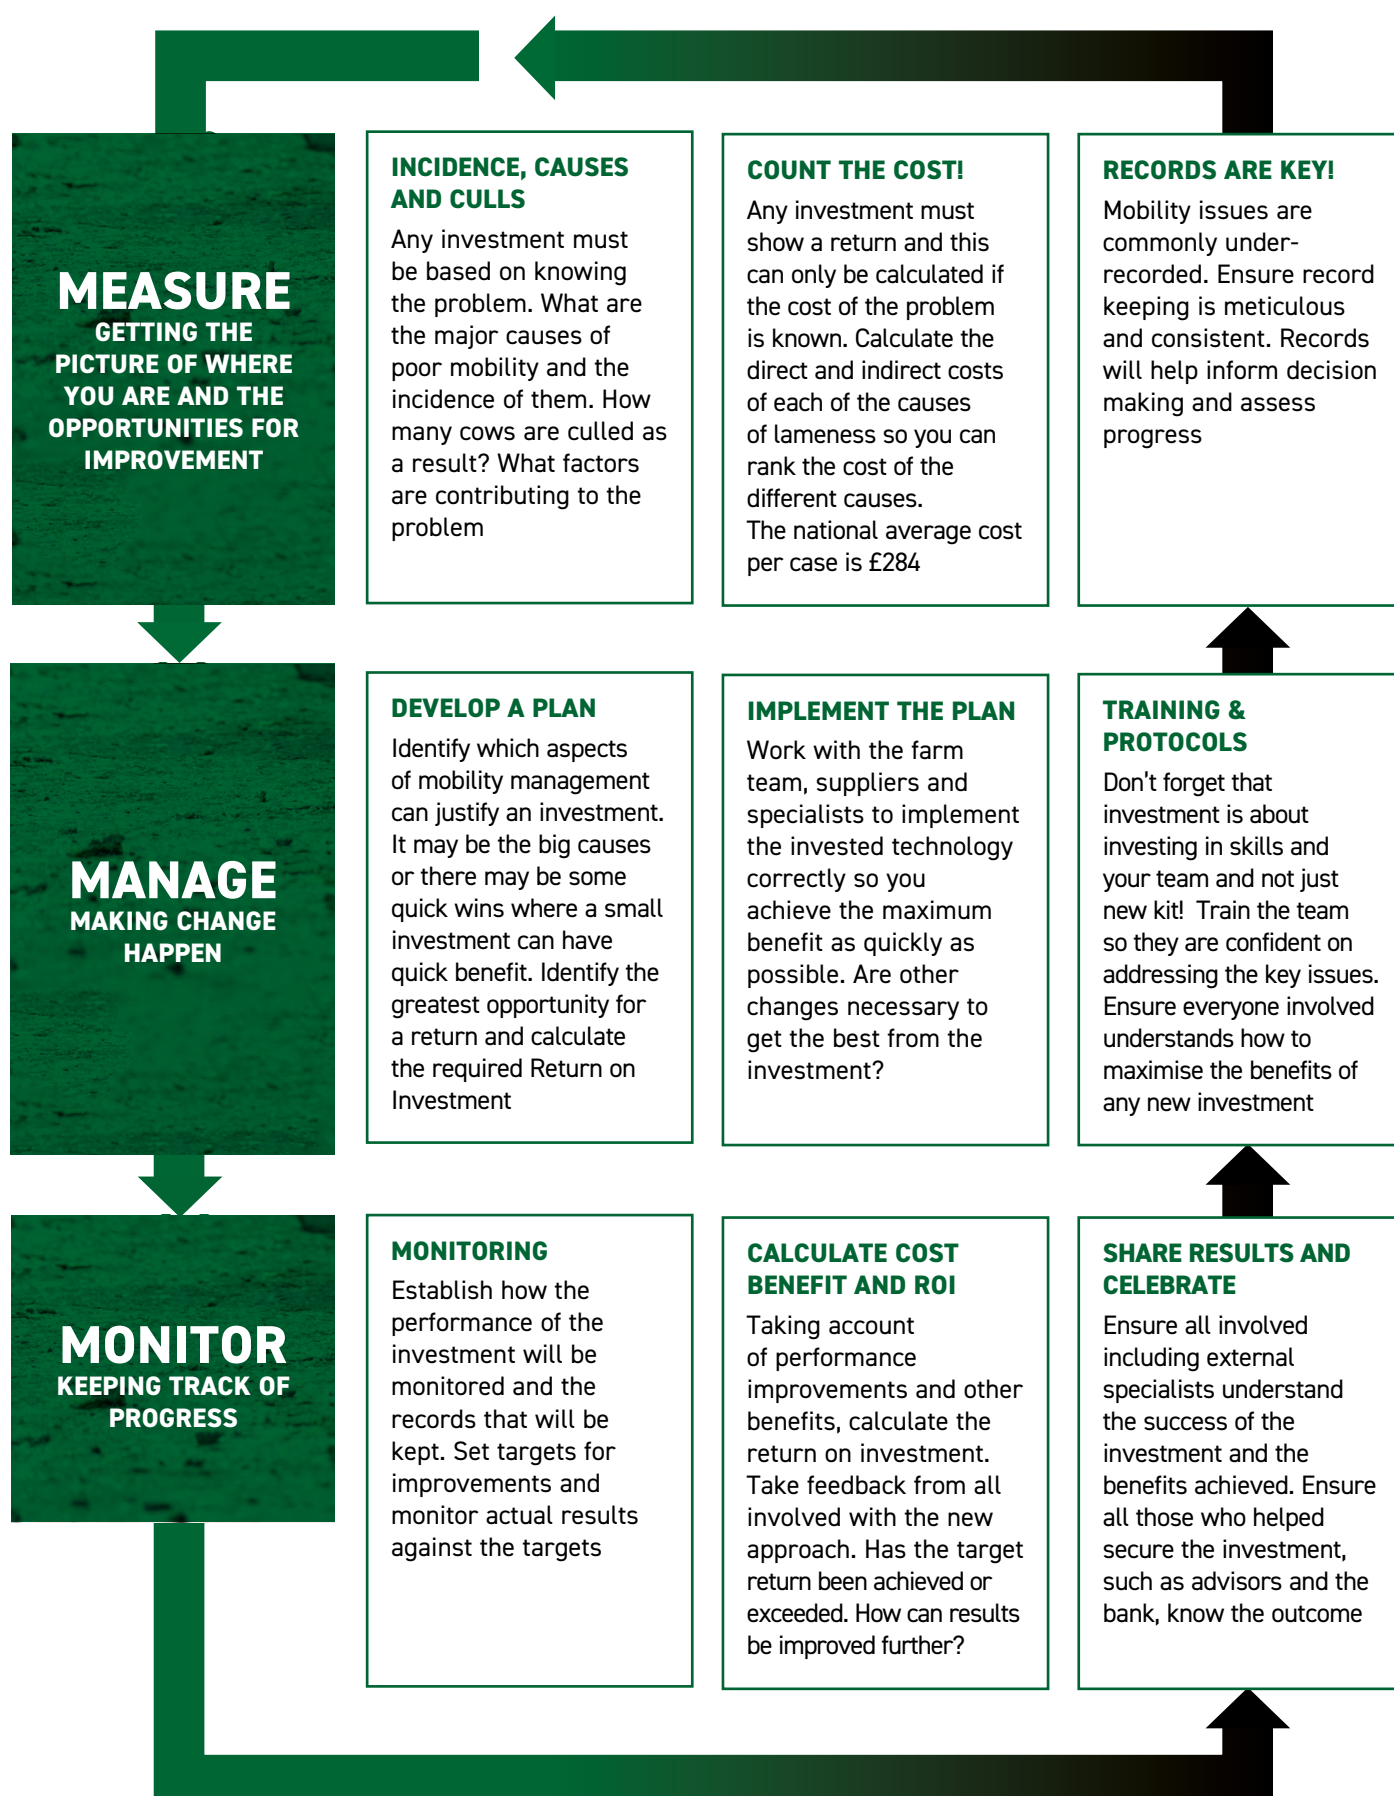 MEASURE
GETTING THE
PICTURE OF WHERE
YOU ARE AND THE
OPPORTUNITIES FOR
IMPROVEMENT
INCIDENCE, CAUSES
AND CULLS
Any investment must
be based on knowing
the problem. What are
the major causes of
poor mobility and the
incidence of them. How
many cows are culled as
a result? What factors
are contributing to the
problem
COUNT THE COST!
Any investment must
show a return and this
can only be calculated if
the cost of the problem
is known. Calculate the
direct and indirect costs
of each of the causes
of lameness so you can
rank the cost of the
different causes.
The national average cost
per case is £284
RECORDS ARE KEY!
Mobility issues are
commonly under-
recorded. Ensure record
keeping is meticulous
and consistent. Records
will help inform decision
making and assess
progress
MANAGE
MAKING CHANGE
HAPPEN
DEVELOP A PLAN
Identify which aspects
of mobility management
can justify an investment.
It may be the big causes
or there may be some
quick wins where a small
investment can have
quick benefit. Identify the
greatest opportunity for
a return and calculate
the required Return on
Investment
IMPLEMENT THE PLAN
Work with the farm
team, suppliers and
specialists to implement
the invested technology
correctly so you
achieve the maximum
benefit as quickly as
possible. Are other
changes necessary to
get the best from the
investment?
TRAINING &
PROTOCOLS
Don't forget that
investment is about
investing in skills and
your team and not just
new kit! Train the team
so they are confident on
addressing the key issues.
Ensure everyone involved
understands how to
maximise the benefits of
any new investment
MONITOR
KEEPING TRACK OF
PROGRESS
MONITORING
Establish how the
performance of the
investment will be
monitored and the
records that will be
kept. Set targets for
improvements and
monitor actual results
against the targets
CALCULATE COST
BENEFIT AND ROI
Taking account
of performance
improvements and other
benefits, calculate the
return on investment.
Take feedback from all
involved with the new
approach. Has the target
return been achieved or
exceeded. How can results
be improved further?
SHARE RESULTS AND
CELEBRATE
Ensure all involved
including external
specialists understand
the success of the
investment and the
benefits achieved. Ensure
all those who helped
secure the investment,
such as advisors and the
bank, know the outcome